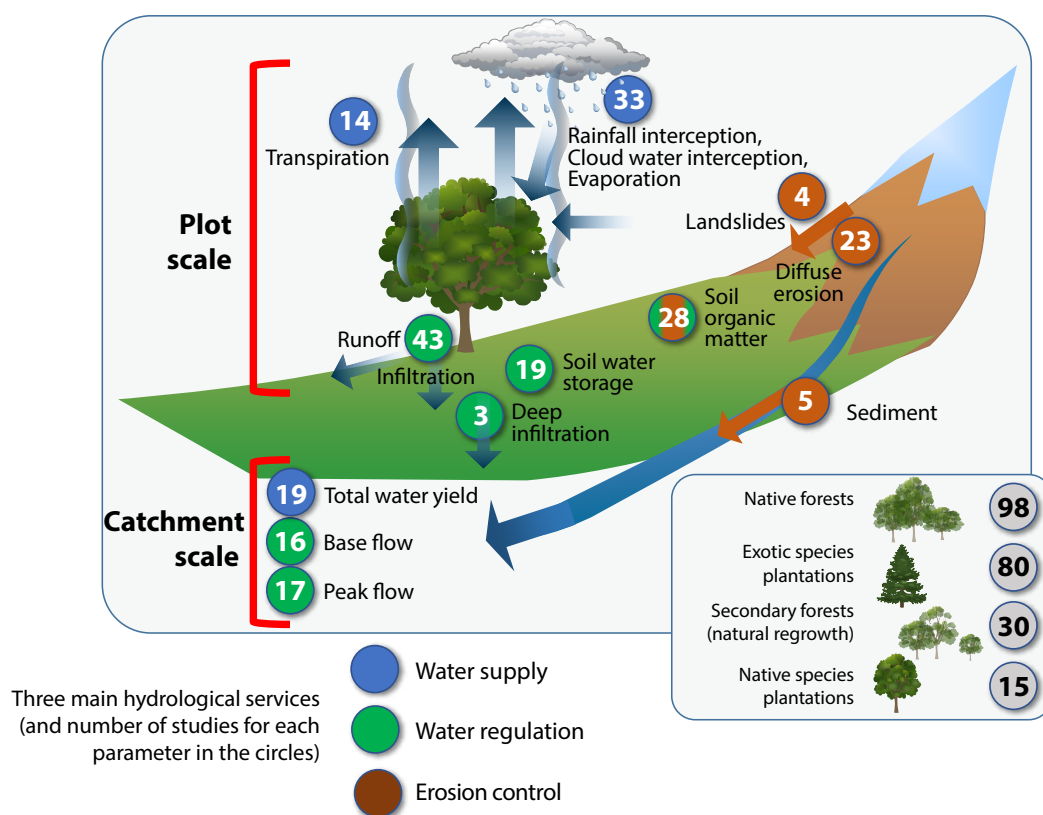 33
14
Transpiration
Rainfall interception,
Cloud water interception,
Evaporation
Plot
scale
4
Landslides
23
Diffuse
erosion
28
Soil
organic
matter
Runoff
43
Infiltration
19
Soil water
storage
3
Deep
infiltration
5
Sediment
Catchment
scale
19
Total water yield
16
Base flow
17
Peak flow
Native forests
98
Exotic species
plantations
80
Secondary forests
(natural regrowth)
30
Native species
plantations
15
Three main hydrological services
(and number of studies for each
parameter in the circles)
Water supply
Water regulation
Erosion control